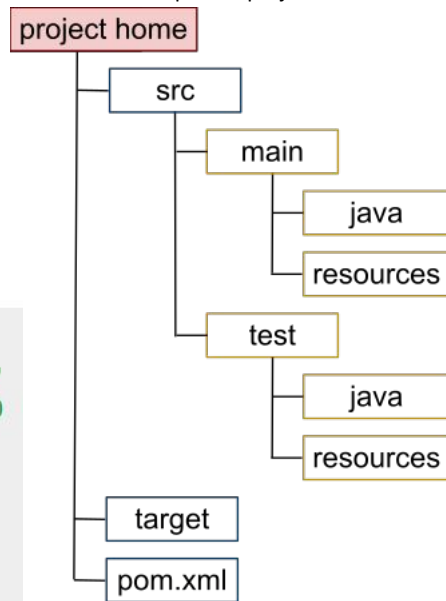 project home
src
main
java
resources
test
java
resources
target
pom.xml